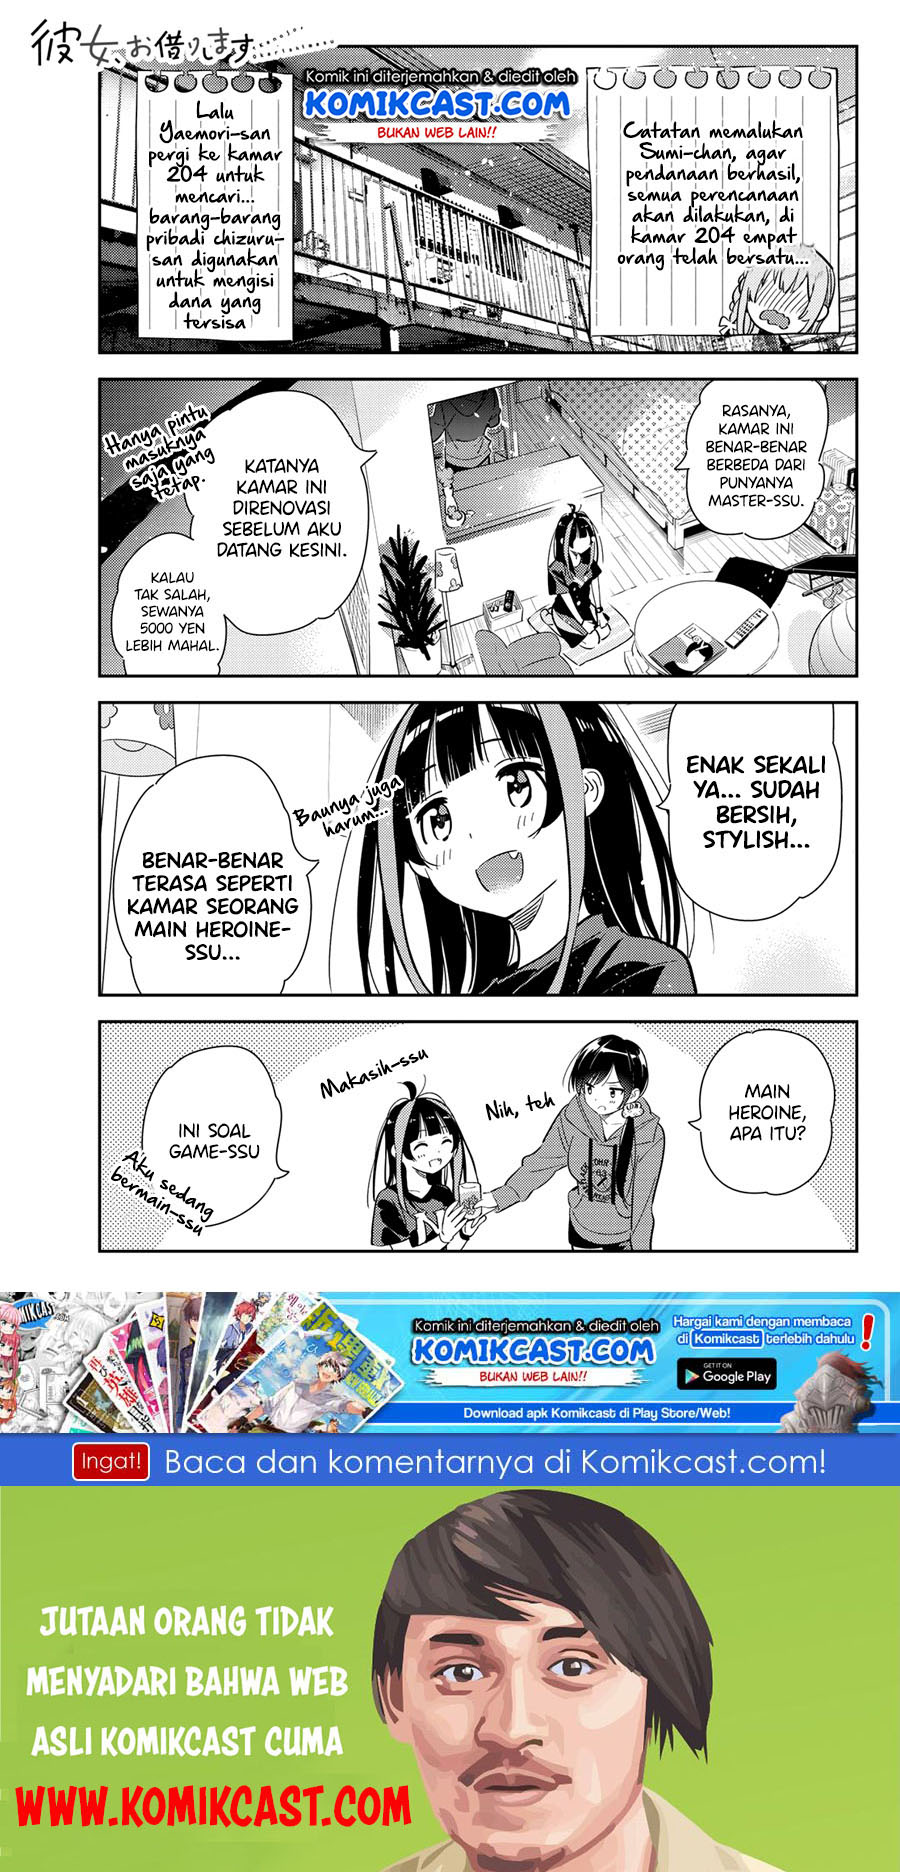 彼女、お借りします
Komik ini diterjemahkan & diedit oleh
KOMIKCAST.COM
BUKAN WEB LAIN!!
Catatan memalukan
Sumi-chan, agar
pendanaan berhasil,
semua perencanaan
akan dilakukan, di
kamar 204 empat
orang telah bersatu...
Lalu
Yaemori-san
pergi ke kamar
204 untuk
mencari...
barang-barang
pribadi chizuru-
san digunakan
untuk mengisi
dana yang
tersisa
RASANYA,
KAMAR INI
BENAR-BENAR
BERBEDA DARI
PUNYANYA
MASTER-SSU.
KATANYA
KAMAR INI
DIRENOVASI
SEBELUM AKU
DATANG KESINI.
Hanya pintu
masuknya
saja yang
tetap.
KALAU
TAK SALAH,
SEWANYA
5000 YEN
LEBIH MAHAL.
ENAK SEKALI
YA... SUDAH
BERSIH,
STYLISH...
Baunya juga
harum...
BENAR-BENAR
TERASA SEPERTI
KAMAR SEORANG
MAIN HEROINE-
SSU...
MAIN
HEROINE,
APA ITU?
Nih, teh
Makasih-ssu
INI SOAL
GAME-SSU
Aku sedang
bermain-ssu
Komik ini diterjemahkan & diedit oleh
KOMIKCAST.COM
BUKAN WEB LAIN!!
Hargai kami dengan membaca
di Komikcast terlebih dahulu !
GET IT ON
Google Play
Download apk Komikcast di Play Store/Web!
Ingat! Baca dan komentarnya di Komikcast.com!
JUTAAN ORANG TIDAK
MENYADARI BAHWA WEB
ASLI KOMIKCAST CUMA
WWW.KOMIKCAST.COM